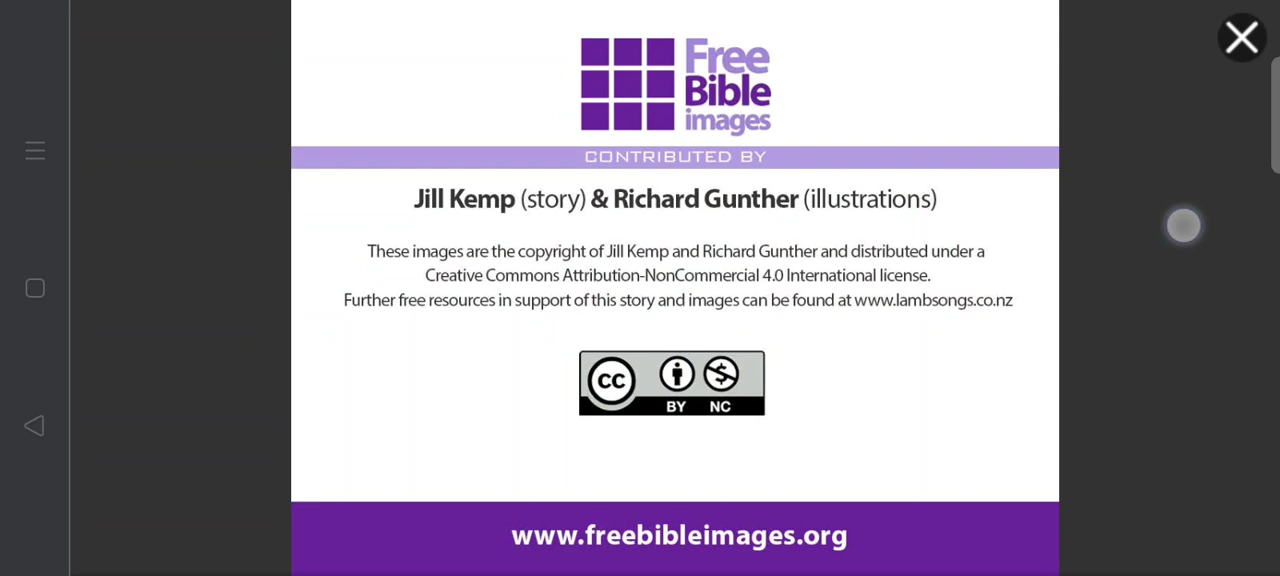 Free
Bible
images
CONTRIBUTED BY
Jill Kemp (story) & Richard Gunther (illustrations)
These images are the copyright of Jill Kemp and Richard Gunther and distributed under a
Creative Commons Attribution-NonCommercial 4.0 International license.
Further free resources in support of this story and images can be found at www.lambsongs.co.nz
CC
BY NC
www.freebibleimages.org